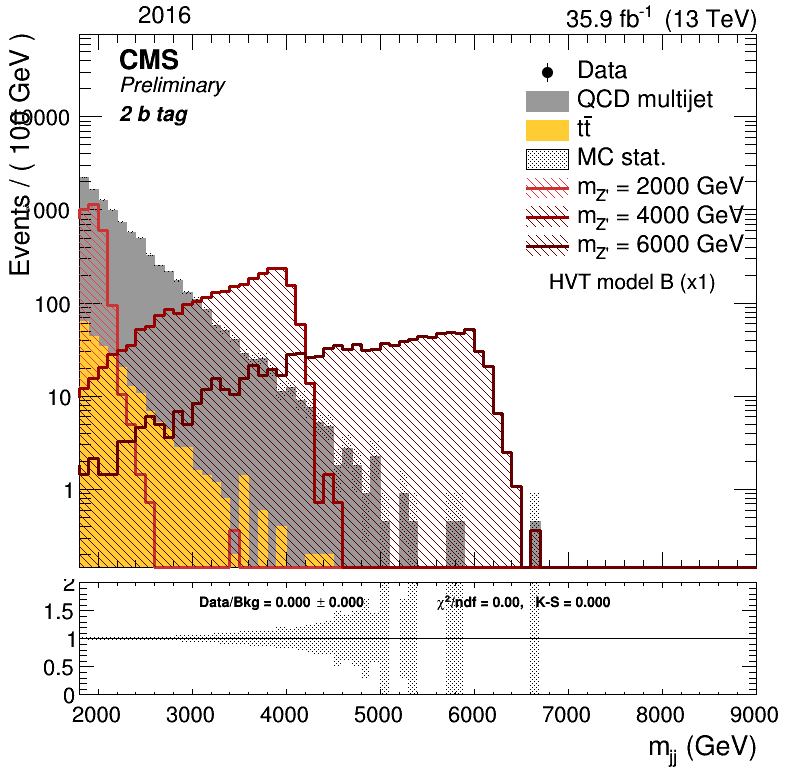 2016
35.9 fb⁻¹ (13 TeV)
CMS
Preliminary
2 b tag
Data
QCD multijet
tt̄
MC stat.
m_Z' = 2000 GeV
m_Z' = 4000 GeV
m_Z' = 6000 GeV
HVT model B (x1)
Events / ( 100 GeV )
10000
1000
100
10
1
Data/Bkg = 0.000 ± 0.000
χ²/ndf = 0.00, K-S = 0.000
2
1.5
1
0.5
0
2000 3000 4000 5000 6000 7000 8000 9000
m_jj (GeV)